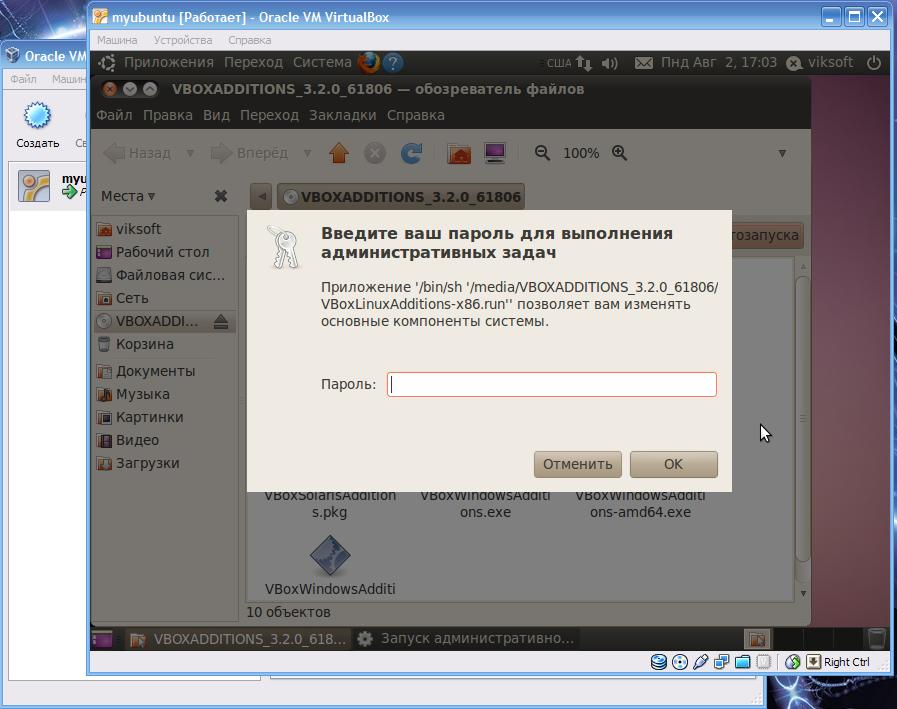 myubuntu [Работает] - Oracle VM VirtualBox
Машина Устройства Справка
Oracle VM
Файл Машин
Создать
myu
Приложения Переход Система ? США Пнд Авг 2, 17:03 viksoft
VBOXADDITIONS_3.2.0_61806 — обозреватель файлов
Файл Правка Вид Переход Закладки Справка
Назад Вперёд 100%
Места
VBOXADDITIONS_3.2.0_61806
viksoft
Рабочий стол
Файловая сис...
Сеть
VBOXADDI...
Корзина
Документы
Музыка
Картинки
Видео
Загрузки
тозапуска
Введите ваш пароль для выполнения
административных задач
Приложение '/bin/sh '/media/VBOXADDITIONS_3.2.0_61806/
VBoxLinuxAdditions-x86.run'' позволяет вам изменять
основные компоненты системы.
Пароль:
Отменить OK
VBoxSolarisAddition
s.pkg
VBoxWindowsAdditi
ons.exe
VBoxWindowsAdditi
ons-amd64.exe
VBoxWindowsAdditi
10 объектов
VBOXADDITIONS_3.2.0_618... Запуск административно...
Right Ctrl